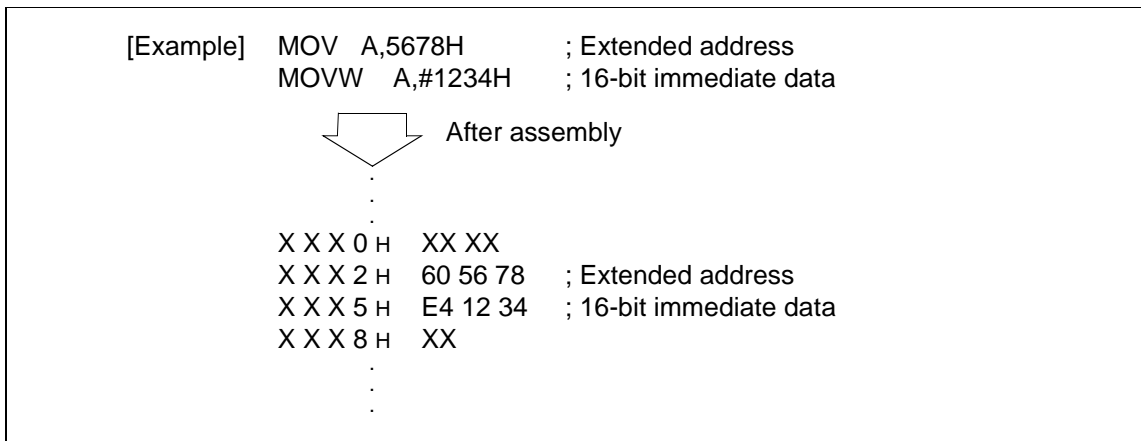 [Example] MOV A,5678H ; Extended address
MOVW A,#1234H ; 16-bit immediate data
After assembly
.
.
.
X X X 0 H XX XX
X X X 2 H 60 56 78 ; Extended address
X X X 5 H E4 12 34 ; 16-bit immediate data
X X X 8 H XX
.
.
.